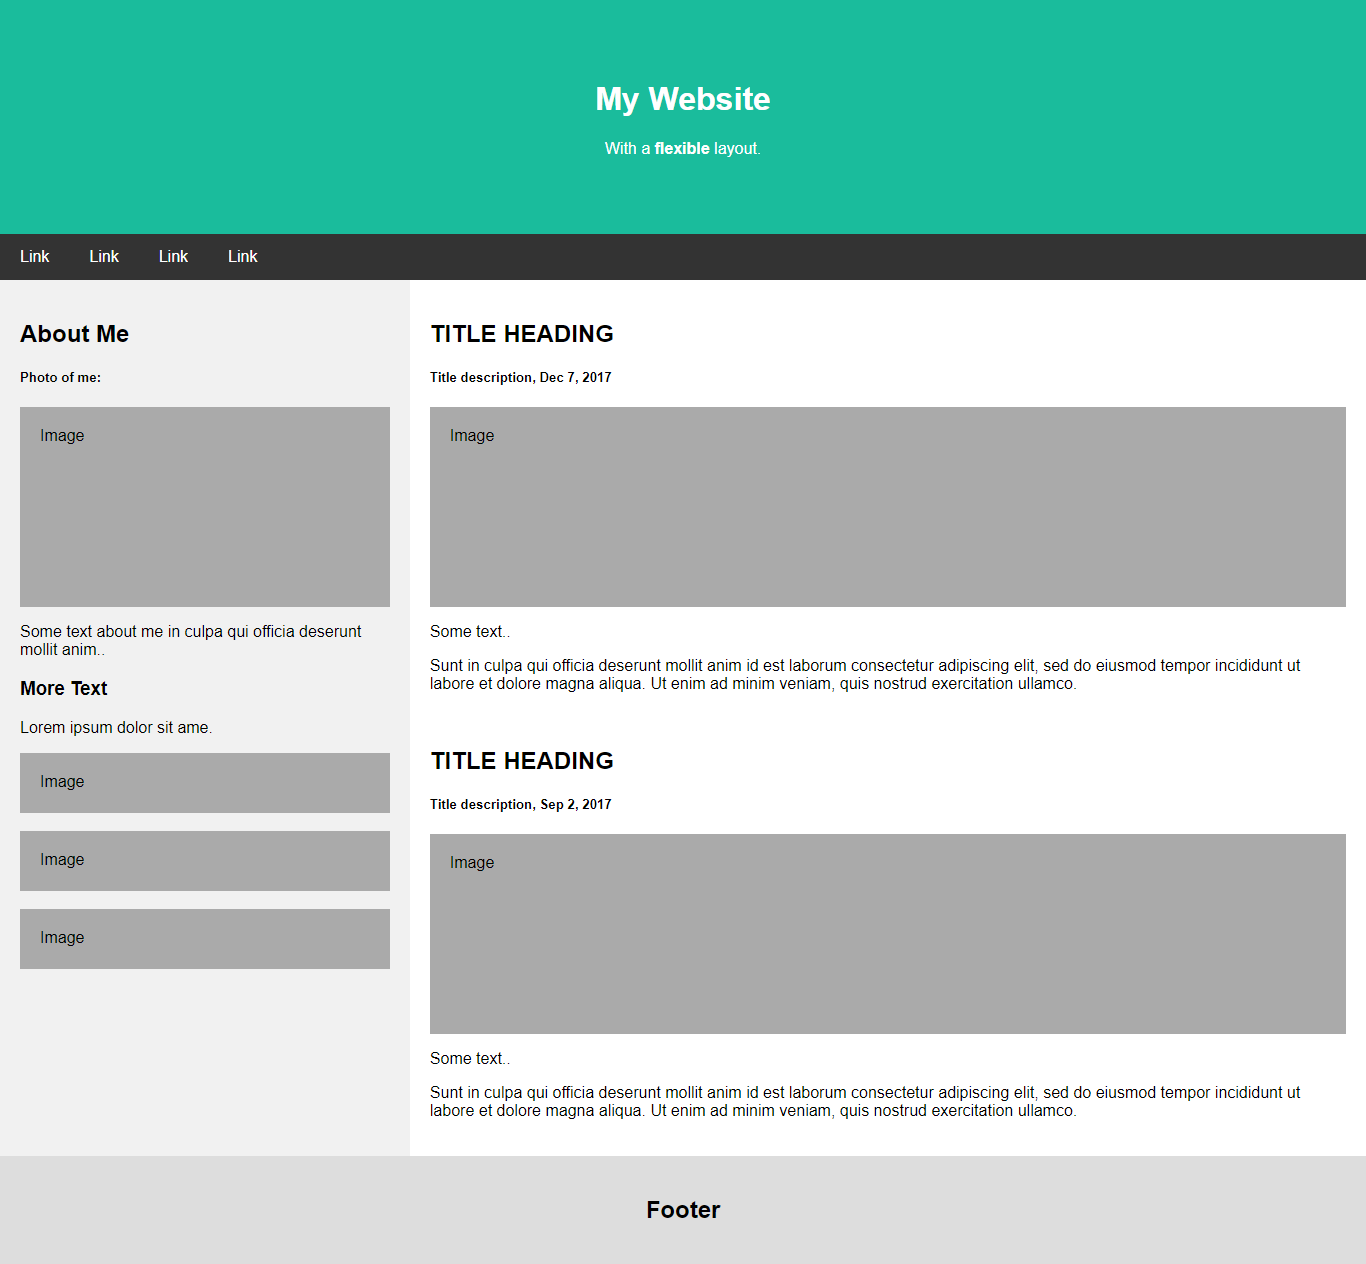 My Website
With a flexible layout.
Link Link Link Link
About Me
Photo of me:
Image
Some text about me in culpa qui officia deserunt
mollit anim..
More Text
Lorem ipsum dolor sit ame.
Image
Image
Image
TITLE HEADING
Title description, Dec 7, 2017
Image
Some text..
Sunt in culpa qui officia deserunt mollit anim id est laborum consectetur adipiscing elit, sed do eiusmod tempor incididunt ut
labore et dolore magna aliqua. Ut enim ad minim veniam, quis nostrud exercitation ullamco.
TITLE HEADING
Title description, Sep 2, 2017
Image
Some text..
Sunt in culpa qui officia deserunt mollit anim id est laborum consectetur adipiscing elit, sed do eiusmod tempor incididunt ut
labore et dolore magna aliqua. Ut enim ad minim veniam, quis nostrud exercitation ullamco.
Footer